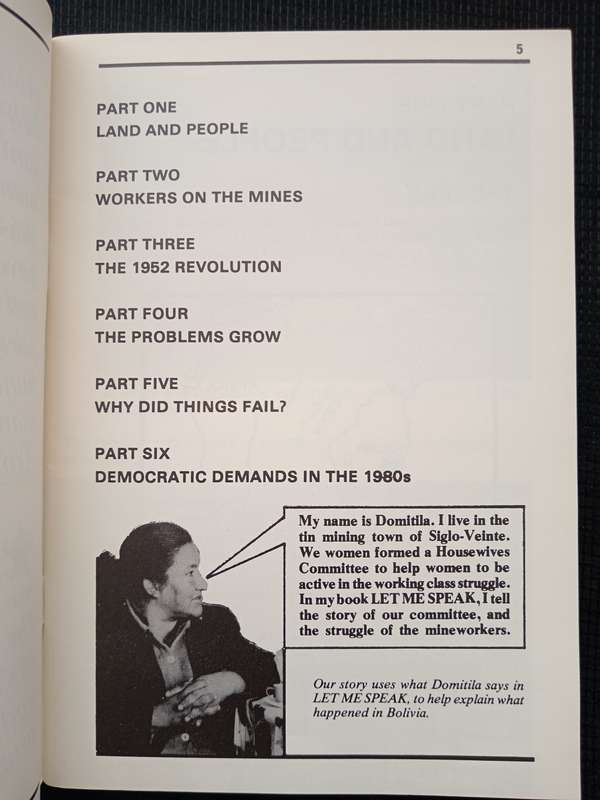 5
PART ONE
LAND AND PEOPLE
PART TWO
WORKERS ON THE MINES
PART THREE
THE 1952 REVOLUTION
PART FOUR
THE PROBLEMS GROW
PART FIVE
WHY DID THINGS FAIL?
PART SIX
DEMOCRATIC DEMANDS IN THE 1980s
My name is Domitila. I live in the
tin mining town of Siglo-Veinte.
We women formed a Housewives
Committee to help women to be
active in the working class struggle.
In my book LET ME SPEAK, I tell
the story of our committee, and
the struggle of the mineworkers.
Our story uses what Domitila says in
LET ME SPEAK, to help explain what
happened in Bolivia.